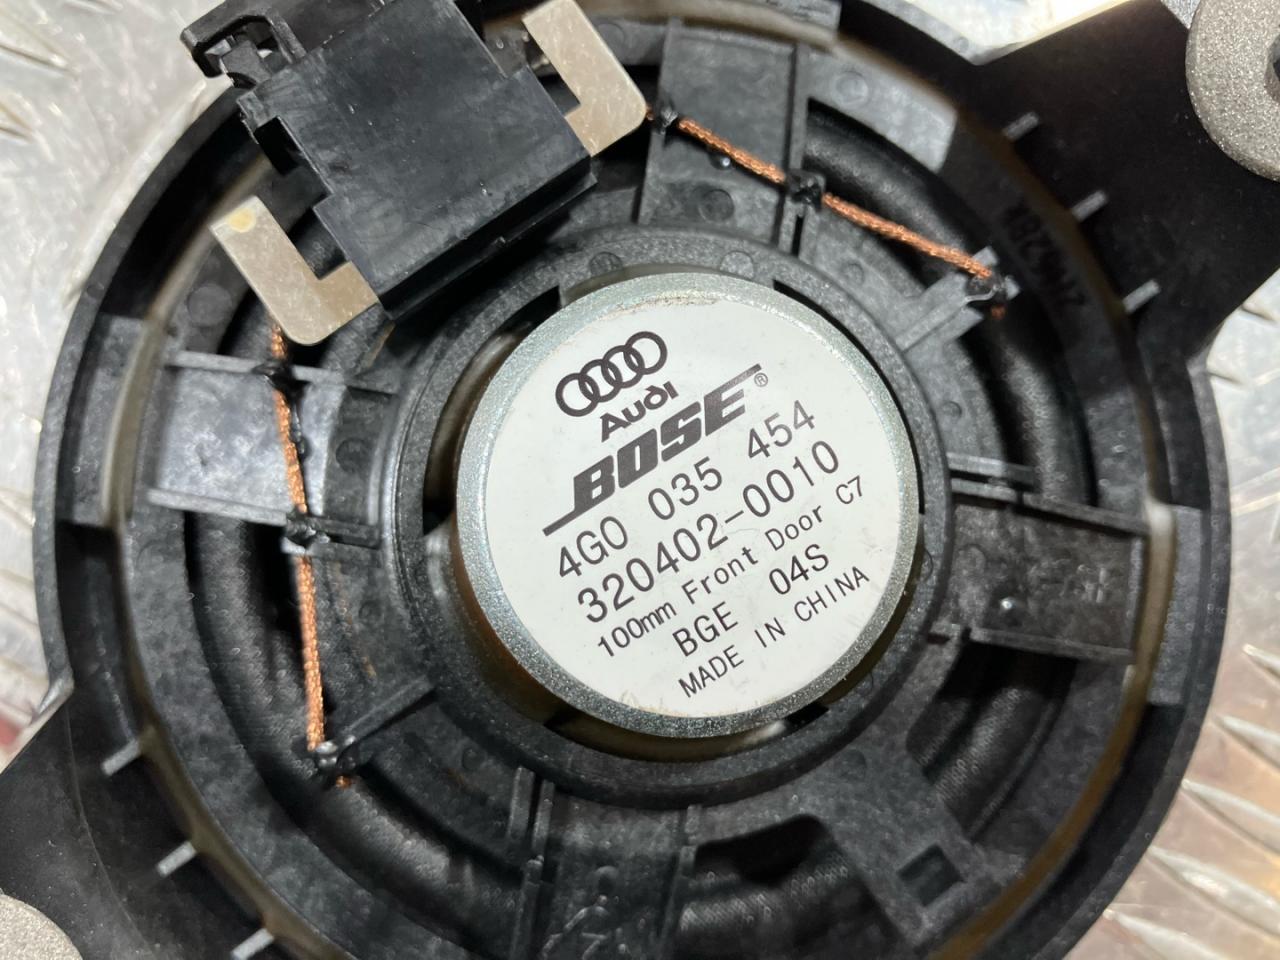 Audi
BOSE®
4G0 035 454
320402-0010
100mm Front Door C7
BGE 04S
MADE IN CHINA